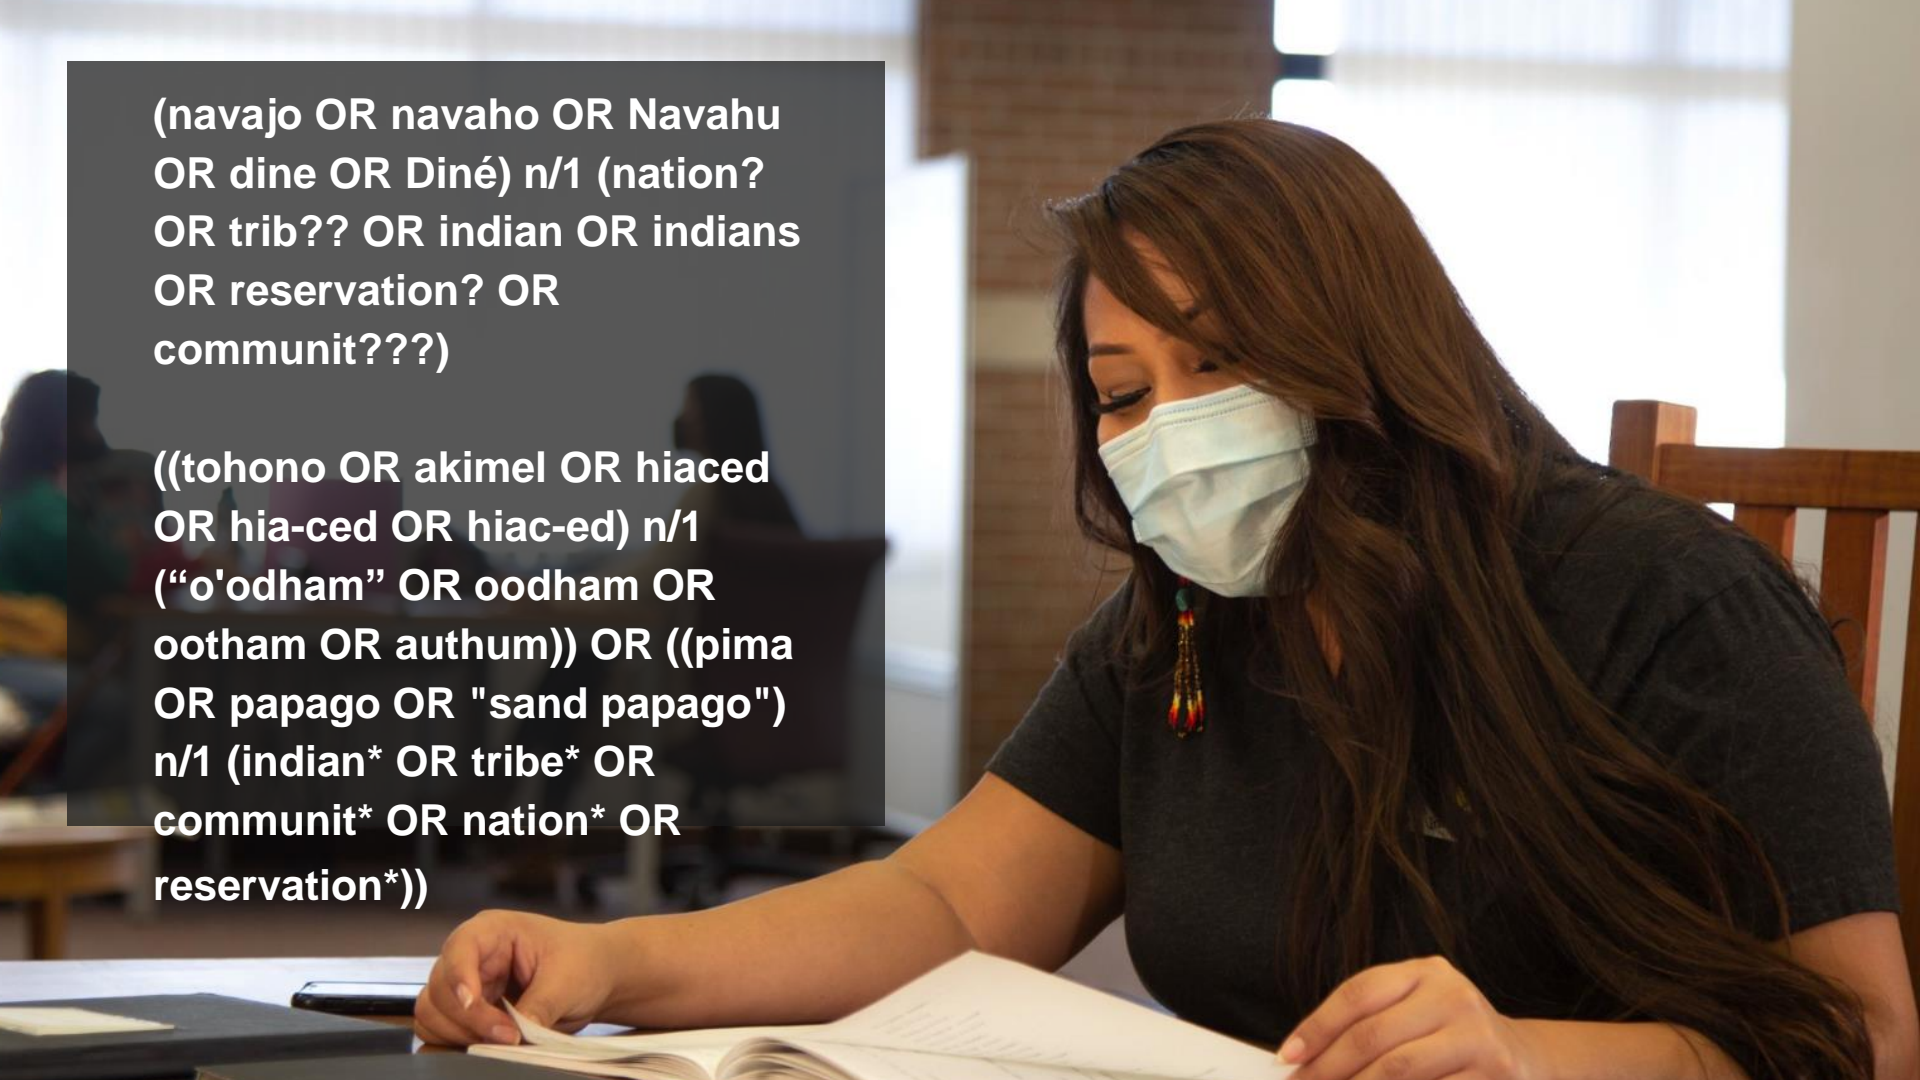 (navajo OR navaho OR Navahu
OR dine OR Diné) n/1 (nation?
OR trib?? OR indian OR indians
OR reservation? OR
communit???)
((tohono OR akimel OR hiaced
OR hia-ced OR hiac-ed) n/1
(“o'odham” OR oodham OR
ootham OR authum)) OR ((pima
OR papago OR "sand papago")
n/1 (indian* OR tribe* OR
communit* OR nation* OR
reservation*))